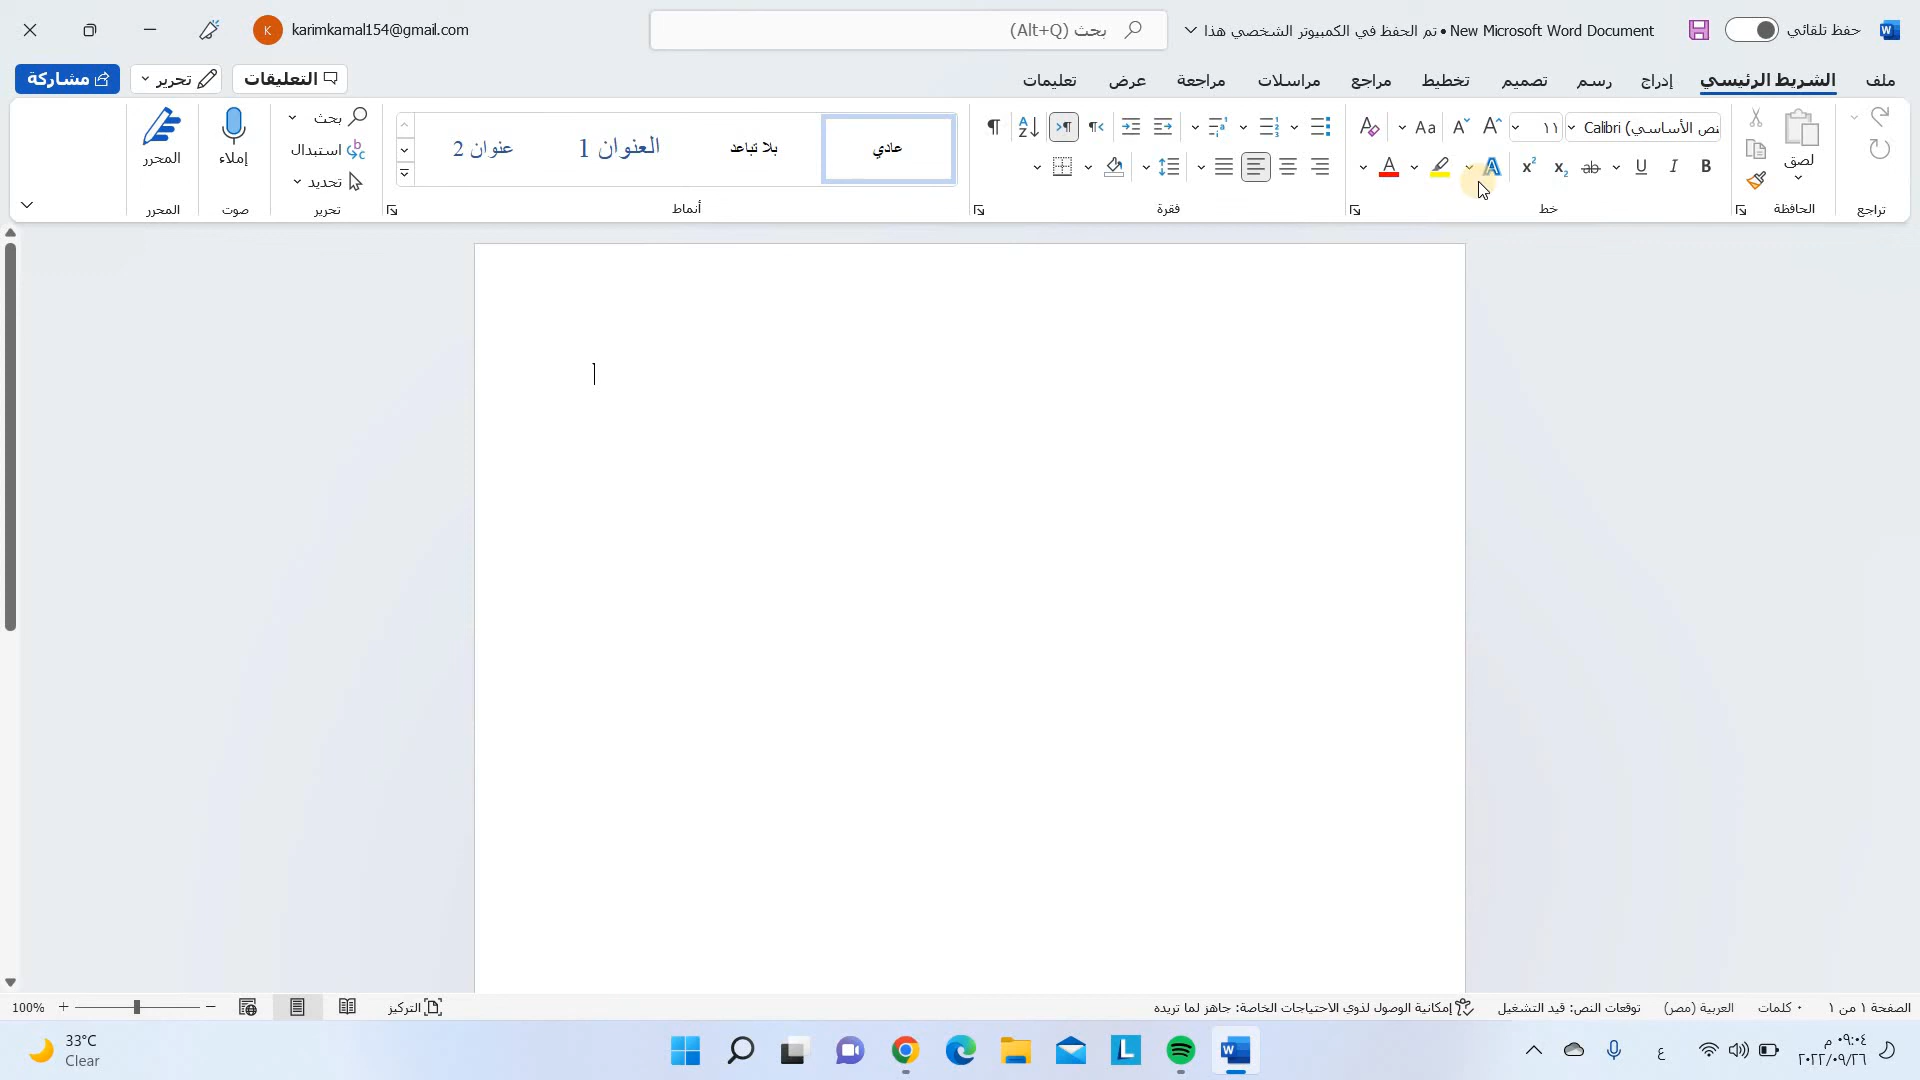 حفظ تلقائي
New Microsoft Word Document • تم الحفظ في الكمبيوتر الشخصي هذا
بحث (Alt+Q)
karimkamal154@gmail.com
K
ملف
الشريط الرئيسي
إدراج
رسم
تصميم
تخطيط
مراجع
مراسلات
مراجعة
عرض
تعليمات
التعليقات
تحرير
مشاركة
تراجع
لصق
الحافظة
Calibri (نص الأساسي
١١
خط
فقرة
عادي
بلا تباعد
العنوان 1
عنوان 2
أنماط
بحث
استبدال
تحديد
تحرير
إملاء
صوت
المحرر
المحرر
الصفحة ١ من ١
٠ كلمات
العربية (مصر)
توقعات النص: قيد التشغيل
إمكانية الوصول لذوي الاحتياجات الخاصة: جاهز لما تريده
التركيز
100%
33°C
Clear
ع
٠٩:٠٤ م
٢٠٢٢/٠٩/٢٦